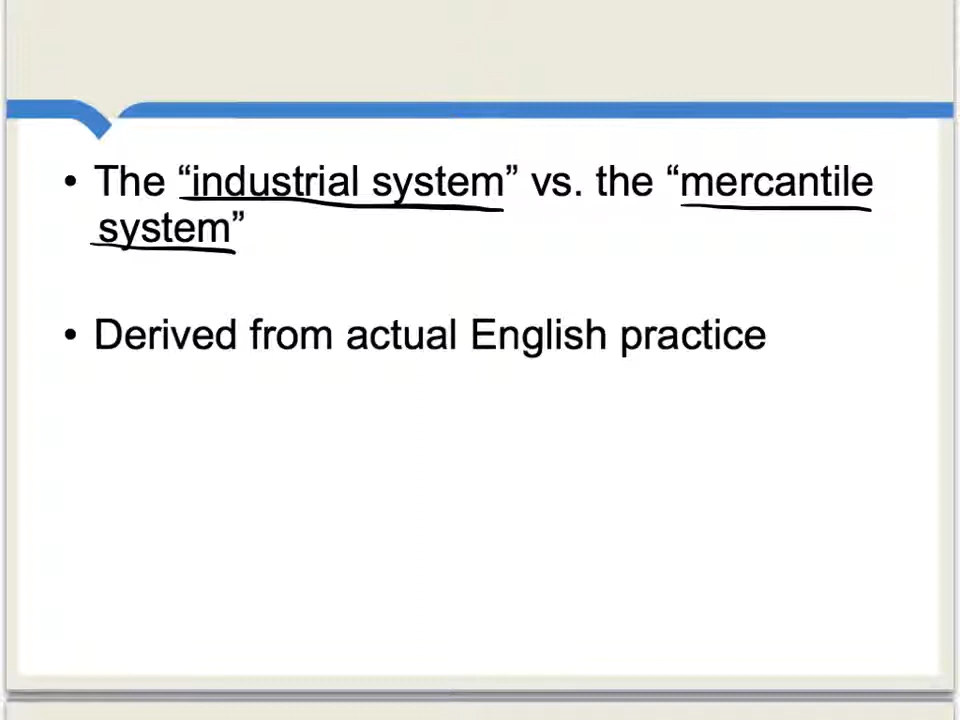 • The “industrial system” vs. the “mercantile
system”
• Derived from actual English practice